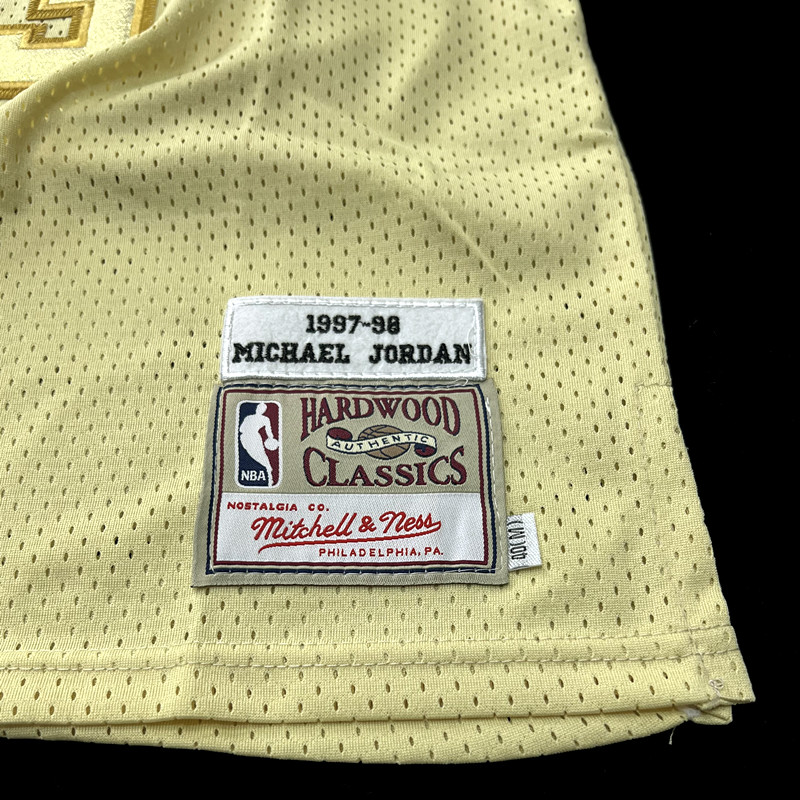 1997-98
MICHAEL JORDAN
HARDWOOD
AUTHENTIC
CLASSICS
NBA
NOSTALGIA CO.
Mitchell & Ness
PHILADELPHIA, PA.
40(M)